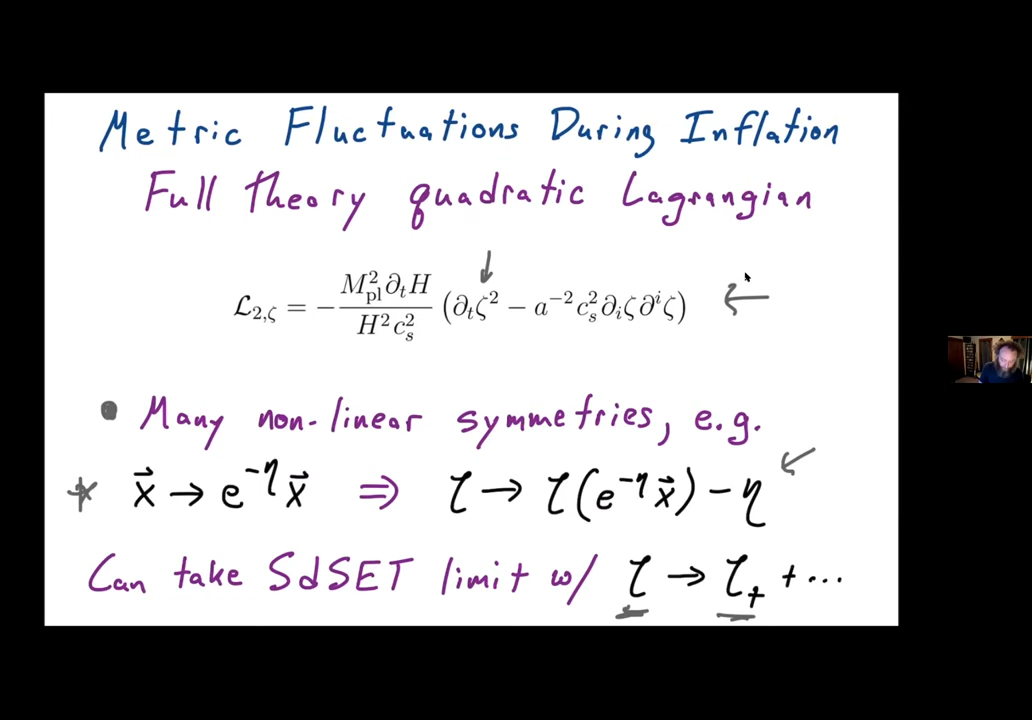 Metric Fluctuations During Inflation
Full theory quadratic Lagrangian
$\mathcal{L}_{2,\zeta} = -\frac{M_{\rm pl}^2 \partial_t H}{H^2 c_s^2} \left(\partial_t \zeta^2 - a^{-2} c_s^2 \partial_i \zeta \partial^i \zeta\right)$ ←
• Many non-linear symmetries, e.g.
* $\vec{x} \to e^{-\eta}\vec{x} \Rightarrow \zeta \to \zeta(e^{-\eta}\vec{x}) - \eta$
Can take SdSET limit w/ $\zeta \to \zeta_+ + \cdots$